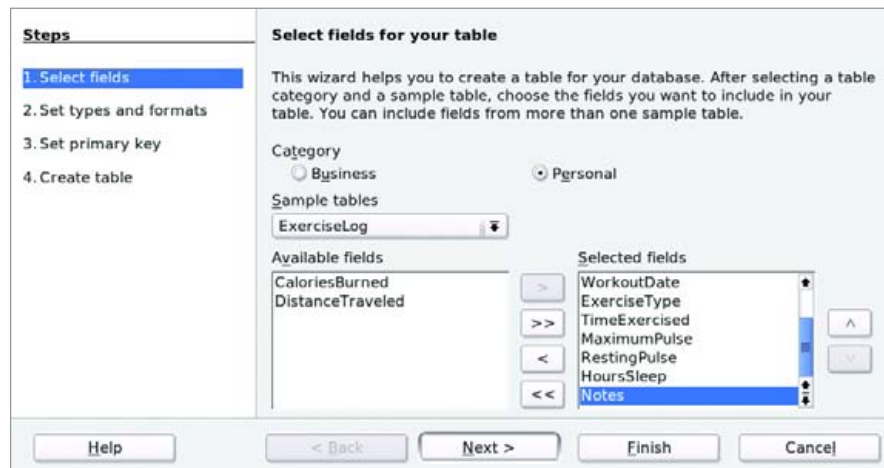 Steps
1. Select fields
2. Set types and formats
3. Set primary key
4. Create table
Select fields for your table
This wizard helps you to create a table for your database. After selecting a table
category and a sample table, choose the fields you want to include in your
table. You can include fields from more than one sample table.
Category
Business
Personal
Sample tables
ExerciseLog
Available fields
CaloriesBurned
DistanceTraveled
>
>>
<
<<
Selected fields
WorkoutDate
ExerciseType
TimeExercised
MaximumPulse
RestingPulse
HoursSleep
Notes
Help
< Back
Next >
Finish
Cancel